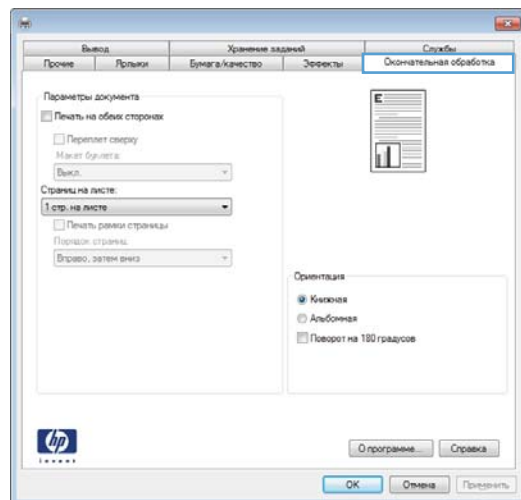 Вывод Хранение заданий Службы
Прочие Ярлыки Бумага/качество Эффекты Окончательная обработка
Параметры документа
Печать на обеих сторонах
Переплет сверху
Макет буклета:
Выкл.
Страниц на листе:
1 стр. на листе
Печать рамки страницы
Порядок страниц:
Вправо, затем вниз
E
Ориентация
Книжная
Альбомная
Поворот на 180 градусов
hp
invent
О программе... Справка
OK Отмена Применить